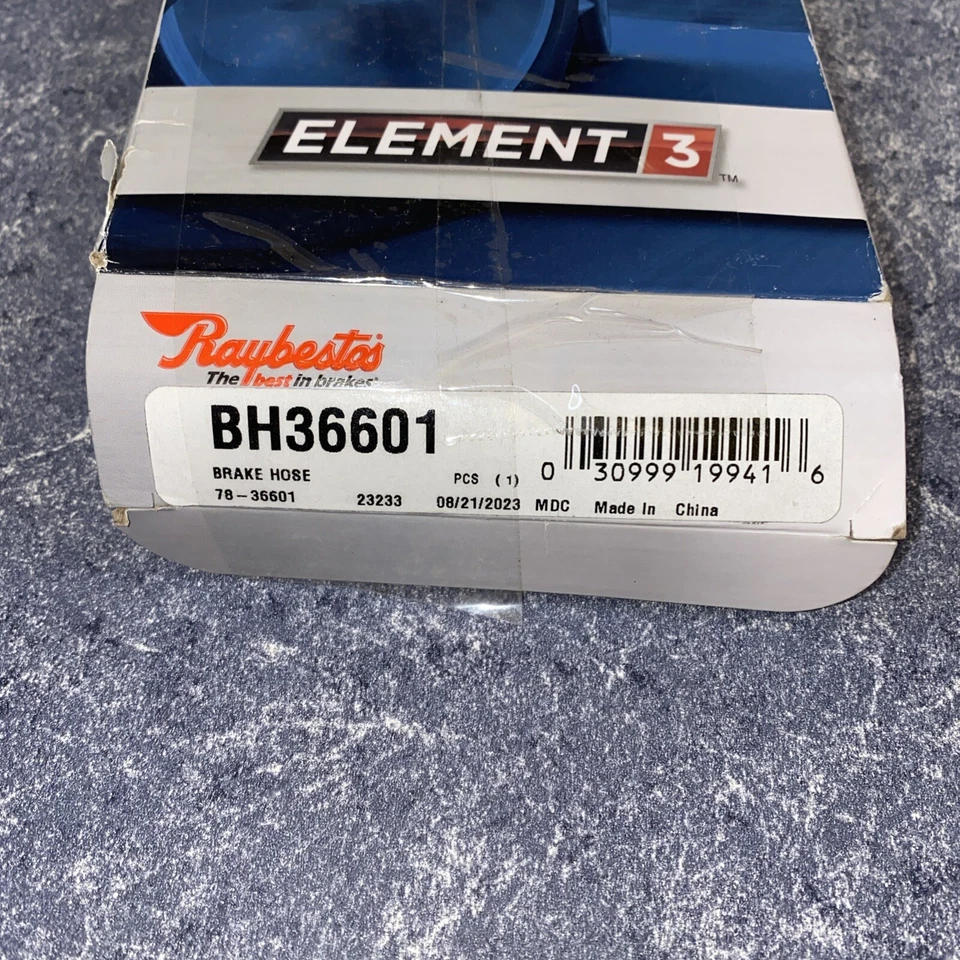 ELEMENT 3 ™
Raybestos
The best in brakes
BH36601
BRAKE HOSE PCS (1)
78-36601 23233 08/21/2023 MDC Made In China
0 30999 19941 6